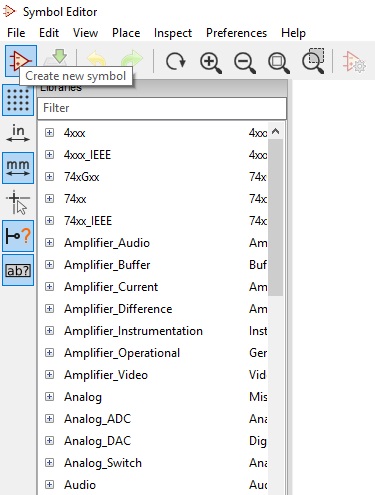 Symbol Editor
File Edit View Place Inspect Preferences Help
Create new symbol
Filter
in
4xxx 4xx
4xxx_IEEE 4xx
mm
74xGxx 74x
74xx 74x
74xx_IEEE 74x
Amplifier_Audio Am
ab?
Amplifier_Buffer Buf
Amplifier_Current Am
Amplifier_Difference Am
Amplifier_Instrumentation Inst
Amplifier_Operational Ger
Amplifier_Video Vid
Analog Mis
Analog_ADC Ana
Analog_DAC Dig
Analog_Switch Ana
Audio Aud